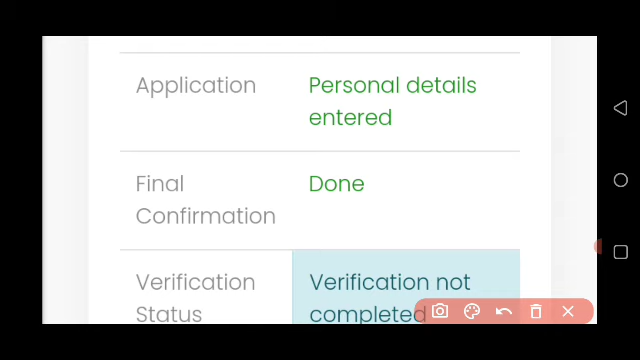 Application
Personal details
entered
Final
Confirmation
Done
Verification
Status
Verification not
completed